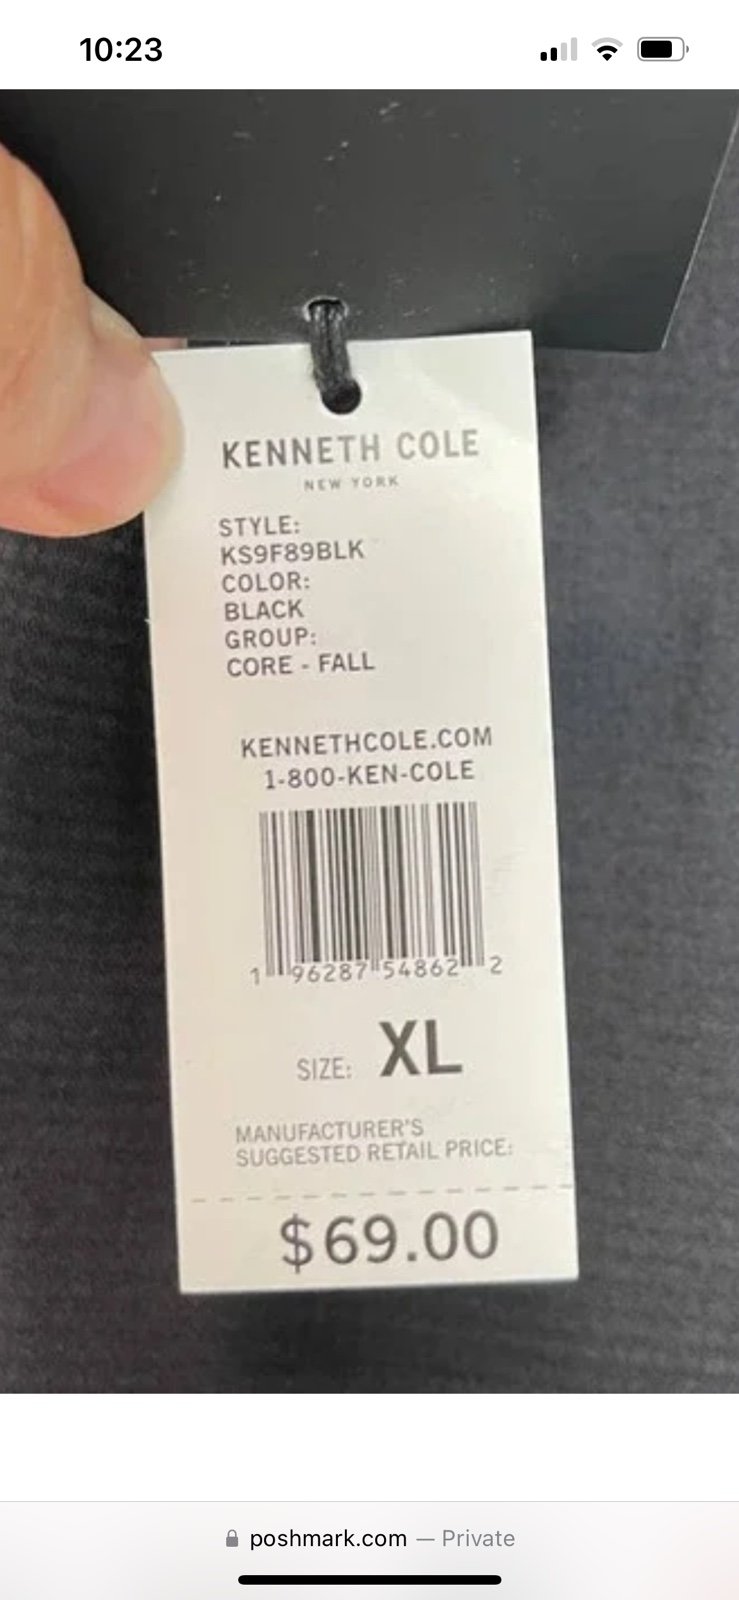 10:23
KENNETH COLE
NEW YORK
STYLE:
KS9F89BLK
COLOR:
BLACK
GROUP:
CORE - FALL
KENNETHCOLE.COM
1-800-KEN-COLE
1 96287 54862 2
SIZE: XL
MANUFACTURER'S
SUGGESTED RETAIL PRICE:
$69.00
poshmark.com — Private